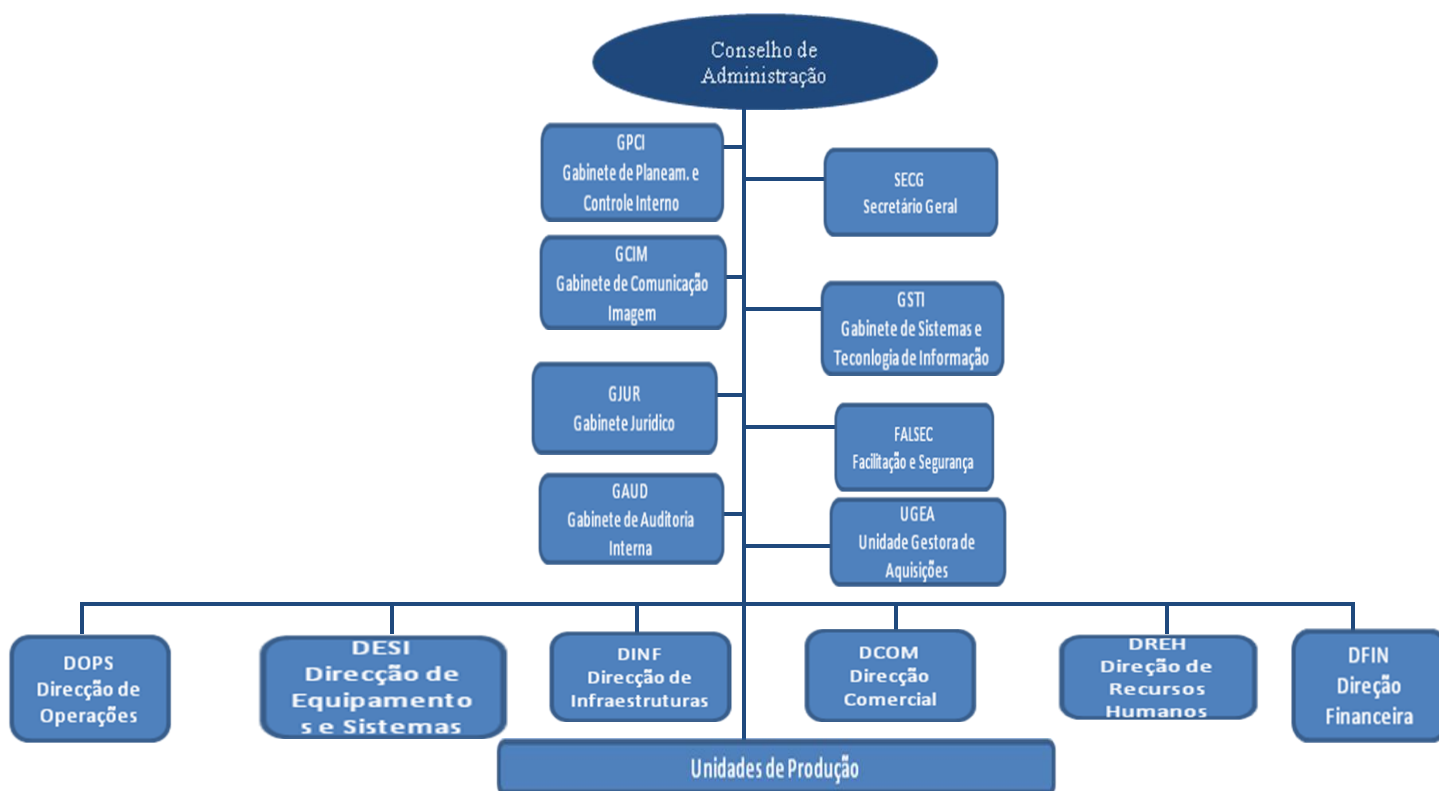 Conselho de
Administração
GPCI
Gabinete de Planeam. e
Controle Interno
SECG
Secretário Geral
GCIM
Gabinete de Comunicação
Imagem
GSTI
Gabinete de Sistemas e
Teconlogia de Informação
GJUR
Gabinete Jurídico
FALSEC
Facilitação e Segurança
GAUD
Gabinete de Auditoria
Interna
UGEA
Unidade Gestora de
Aquisições
DOPS
Direcção de
Operações
DESI
Direcção de
Equipamento
s e Sistemas
DINF
Direcção de
Infraestruturas
DCOM
Direcção
Comercial
DREH
Direção de
Recursos
Humanos
DFIN
Direção
Financeira
Unidades de Produção